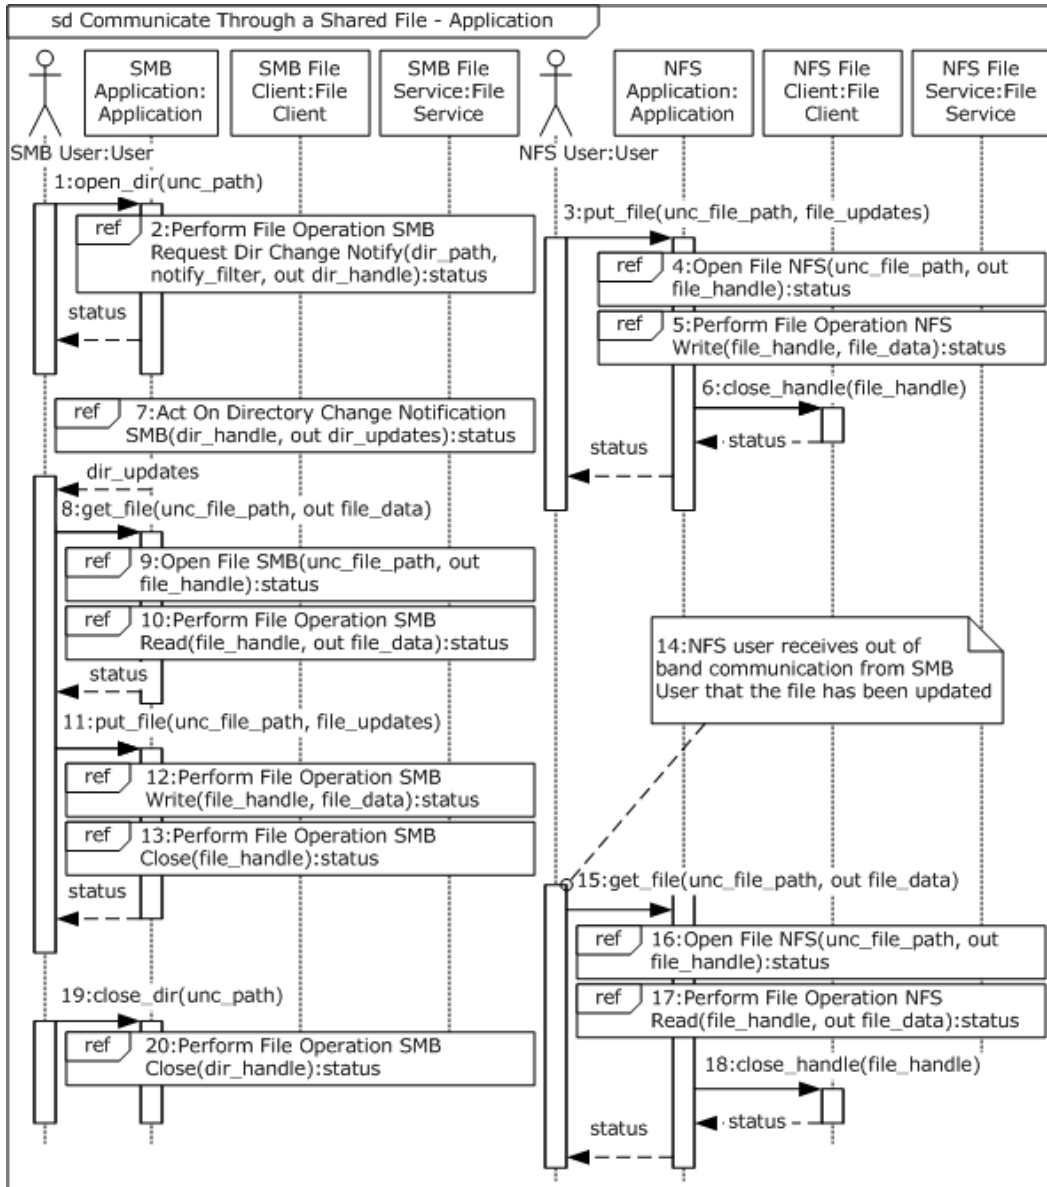 sd Communicate Through a Shared File - Application
SMB
Application:
Application
SMB File
Client:File
Client
SMB File
Service:File
Service
NFS
Application:
Application
NFS File
Client:File
Client
NFS File
Service:File
Service
SMB User:User
NFS User:User
1:open_dir(unc_path)
ref 2:Perform File Operation SMB
Request Dir Change Notify(dir_path,
notify_filter, out dir_handle):status
status
3:put_file(unc_file_path, file_updates)
ref 4:Open File NFS(unc_file_path, out
file_handle):status
ref 5:Perform File Operation NFS
Write(file_handle, file_data):status
6:close_handle(file_handle)
status
status
ref 7:Act On Directory Change Notification
SMB(dir_handle, out dir_updates):status
dir_updates
8:get_file(unc_file_path, out file_data)
ref 9:Open File SMB(unc_file_path, out
file_handle):status
ref 10:Perform File Operation SMB
Read(file_handle, out file_data):status
status
11:put_file(unc_file_path, file_updates)
ref 12:Perform File Operation SMB
Write(file_handle, file_data):status
ref 13:Perform File Operation SMB
Close(file_handle):status
status
14:NFS user receives out of
band communication from SMB
User that the file has been updated
15:get_file(unc_file_path, out file_data)
ref 16:Open File NFS(unc_file_path, out
file_handle):status
ref 17:Perform File Operation NFS
Read(file_handle, out file_data):status
18:close_handle(file_handle)
status
status
19:close_dir(unc_path)
ref 20:Perform File Operation SMB
Close(dir_handle):status